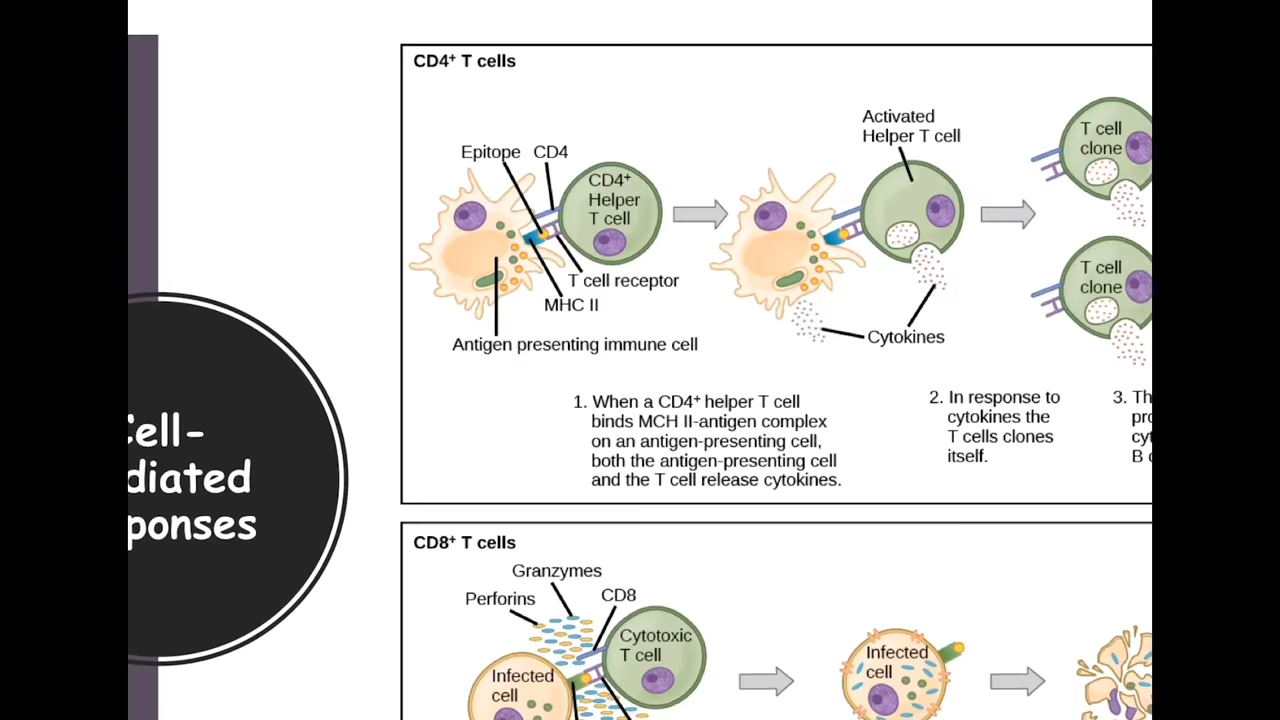 CD4⁺ T cells
Activated
Helper T cell
Epitope CD4
CD4⁺
Helper
T cell
T cell
clone
T cell receptor
MHC II
T cell
clone
Antigen presenting immune cell
Cytokines
1. When a CD4⁺ helper T cell
binds MCH II-antigen complex
on an antigen-presenting cell,
both the antigen-presenting cell
and the T cell release cytokines.
2. In response to
cytokines the
T cells clones
itself.
3.
B
ell-
diated
ponses
CD8⁺ T cells
Granzymes
Perforins
CD8
Cytotoxic
T cell
Infected
cell
Infected
cell